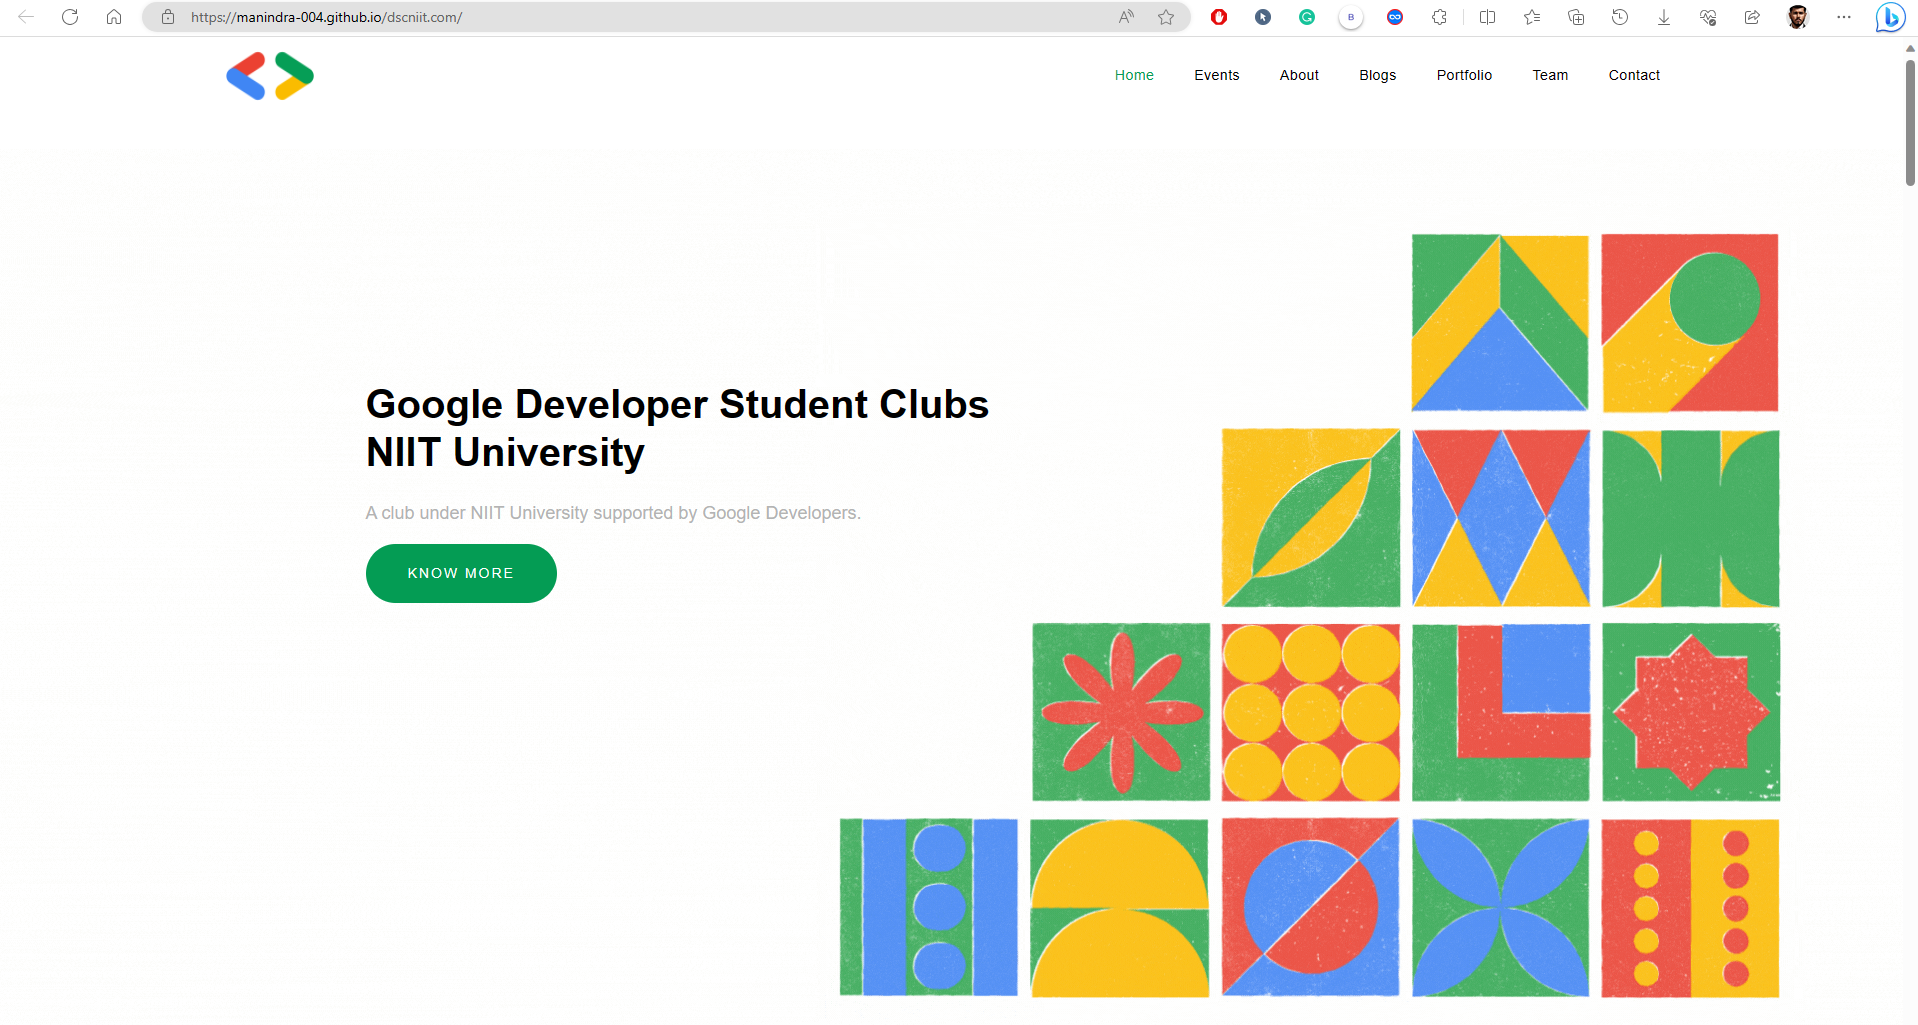 https://manindra-004.github.io/dscniit.com/
Home Events About Blogs Portfolio Team Contact
Google Developer Student Clubs
NIIT University
A club under NIIT University supported by Google Developers.
KNOW MORE